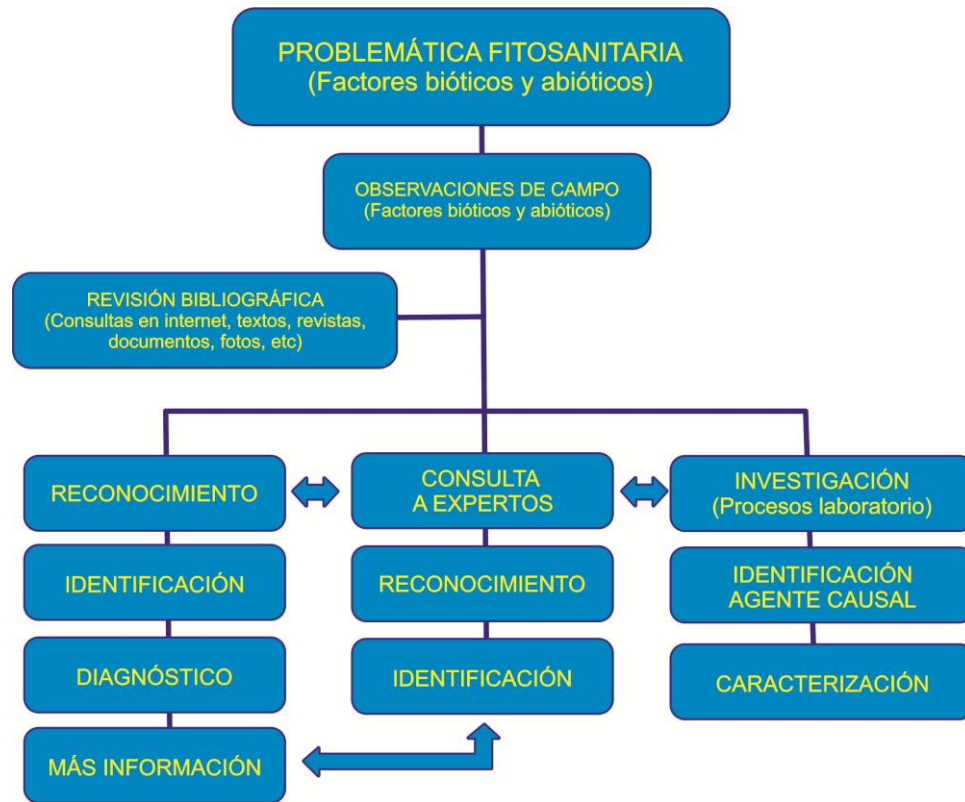 PROBLEMÁTICA FITOSANITARIA
(Factores bióticos y abióticos)
OBSERVACIONES DE CAMPO
(Factores bióticos y abióticos)
REVISIÓN BIBLIOGRÁFICA
(Consultas en internet, textos, revistas,
documentos, fotos, etc)
RECONOCIMIENTO
IDENTIFICACIÓN
DIAGNÓSTICO
MÁS INFORMACIÓN
CONSULTA
A EXPERTOS
RECONOCIMIENTO
IDENTIFICACIÓN
INVESTIGACIÓN
(Procesos laboratorio)
IDENTIFICACIÓN
AGENTE CAUSAL
CARACTERIZACIÓN